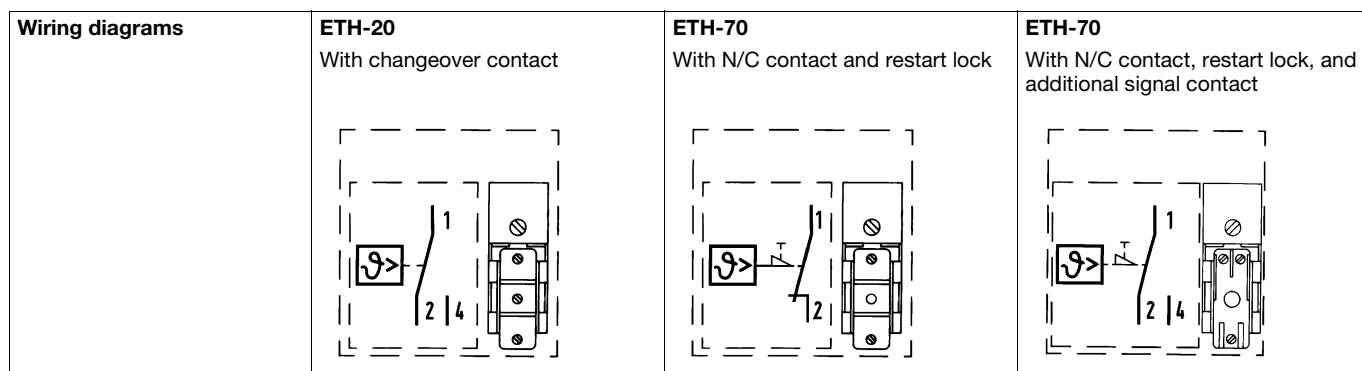 Wiring diagrams
ETH-20
With changeover contact
1
ϑ>
2 4
ETH-70
With N/C contact and restart lock
1
ϑ>
2
ETH-70
With N/C contact, restart lock, and
additional signal contact
1
ϑ>
2 4